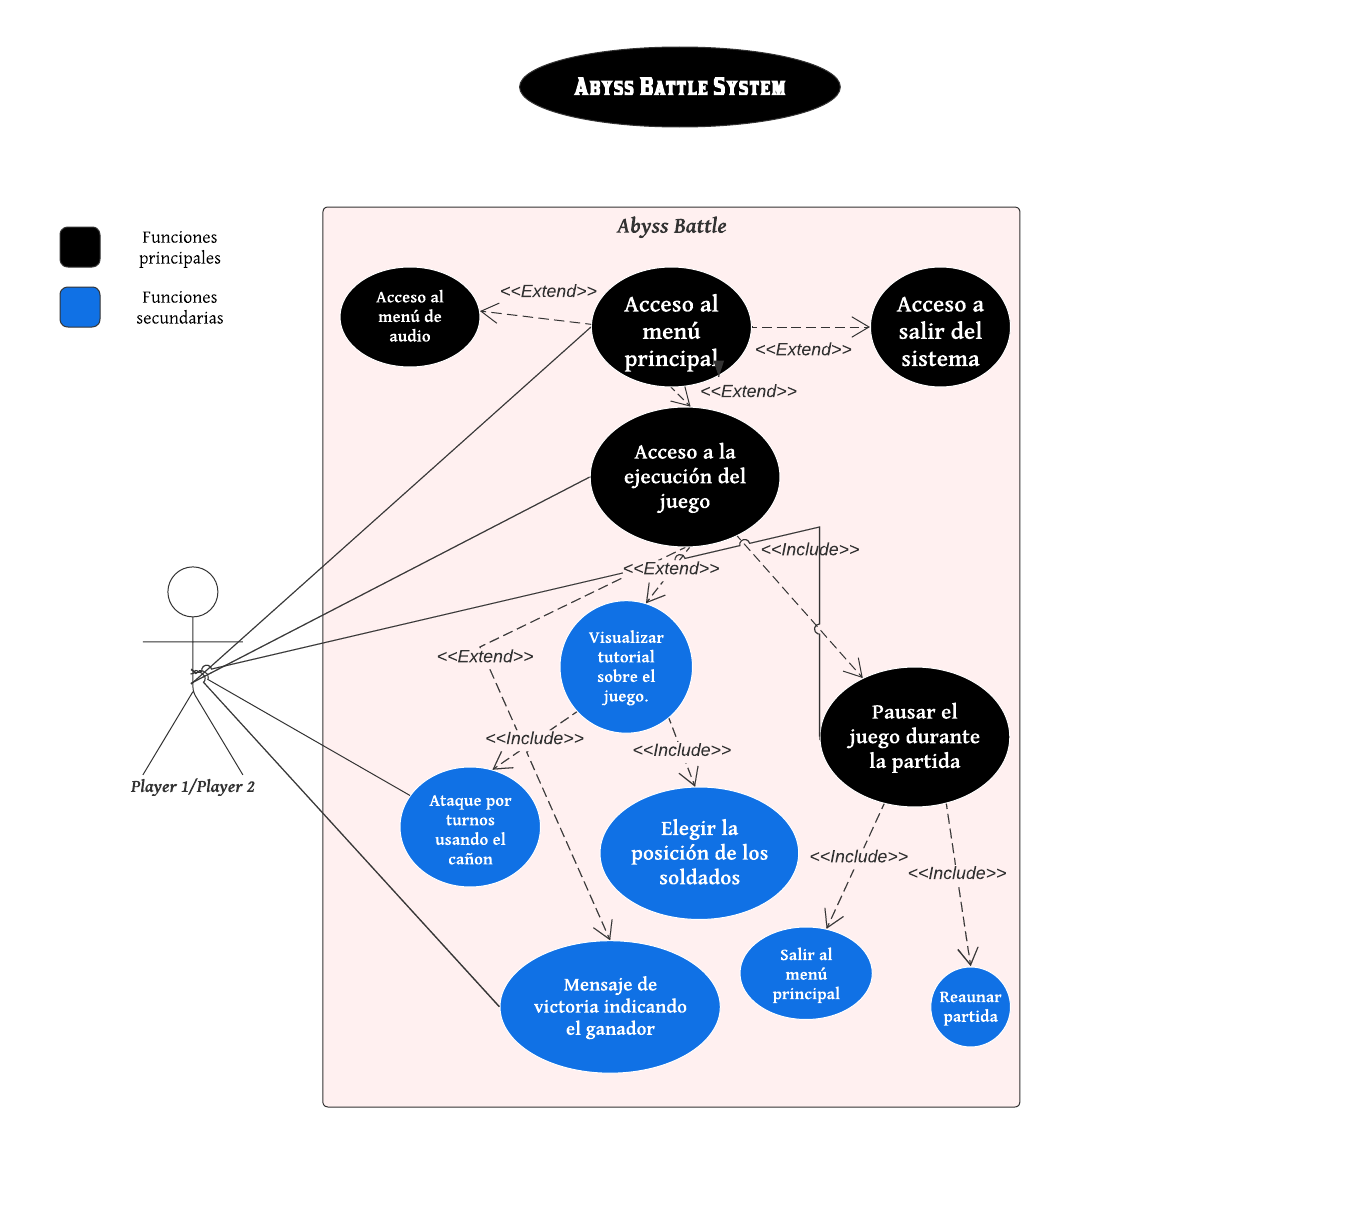 Abyss Battle System
Funciones
principales
Funciones
secundarias
Abyss Battle
Acceso al
menú de
audio
<<Extend>>
Acceso al
menú
principal
<<Extend>>
Acceso a
salir del
sistema
<<Extend>>
Acceso a la
ejecución del
juego
<<Include>>
<<Extend>>
<<Extend>>
Visualizar
tutorial
sobre el
juego.
Pausar el
juego durante
la partida
<<Include>>
<<Include>>
Player 1/Player 2
Ataque por
turnos
usando el
cañon
Elegir la
posición de los
soldados
<<Include>>
<<Include>>
Mensaje de
victoria indicando
el ganador
Salir al
menú
principal
Reaunar
partida